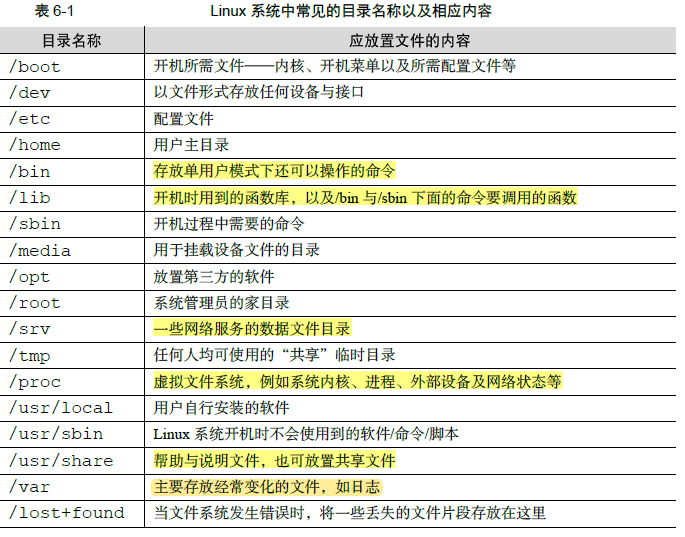 表 6-1 Linux 系统中常见的目录名称以及相应内容
目录名称 应放置文件的内容
/boot 开机所需文件——内核、开机菜单以及所需配置文件等
/dev 以文件形式存放任何设备与接口
/etc 配置文件
/home 用户主目录
/bin 存放单用户模式下还可以操作的命令
/lib 开机时用到的函数库，以及/bin 与/sbin 下面的命令要调用的函数
/sbin 开机过程中需要的命令
/media 用于挂载设备文件的目录
/opt 放置第三方的软件
/root 系统管理员的家目录
/srv 一些网络服务的数据文件目录
/tmp 任何人均可使用的“共享”临时目录
/proc 虚拟文件系统，例如系统内核、进程、外部设备及网络状态等
/usr/local 用户自行安装的软件
/usr/sbin Linux 系统开机时不会使用到的软件/命令/脚本
/usr/share 帮助与说明文件，也可放置共享文件
/var 主要存放经常变化的文件，如日志
/lost+found 当文件系统发生错误时，将一些丢失的文件片段存放在这里